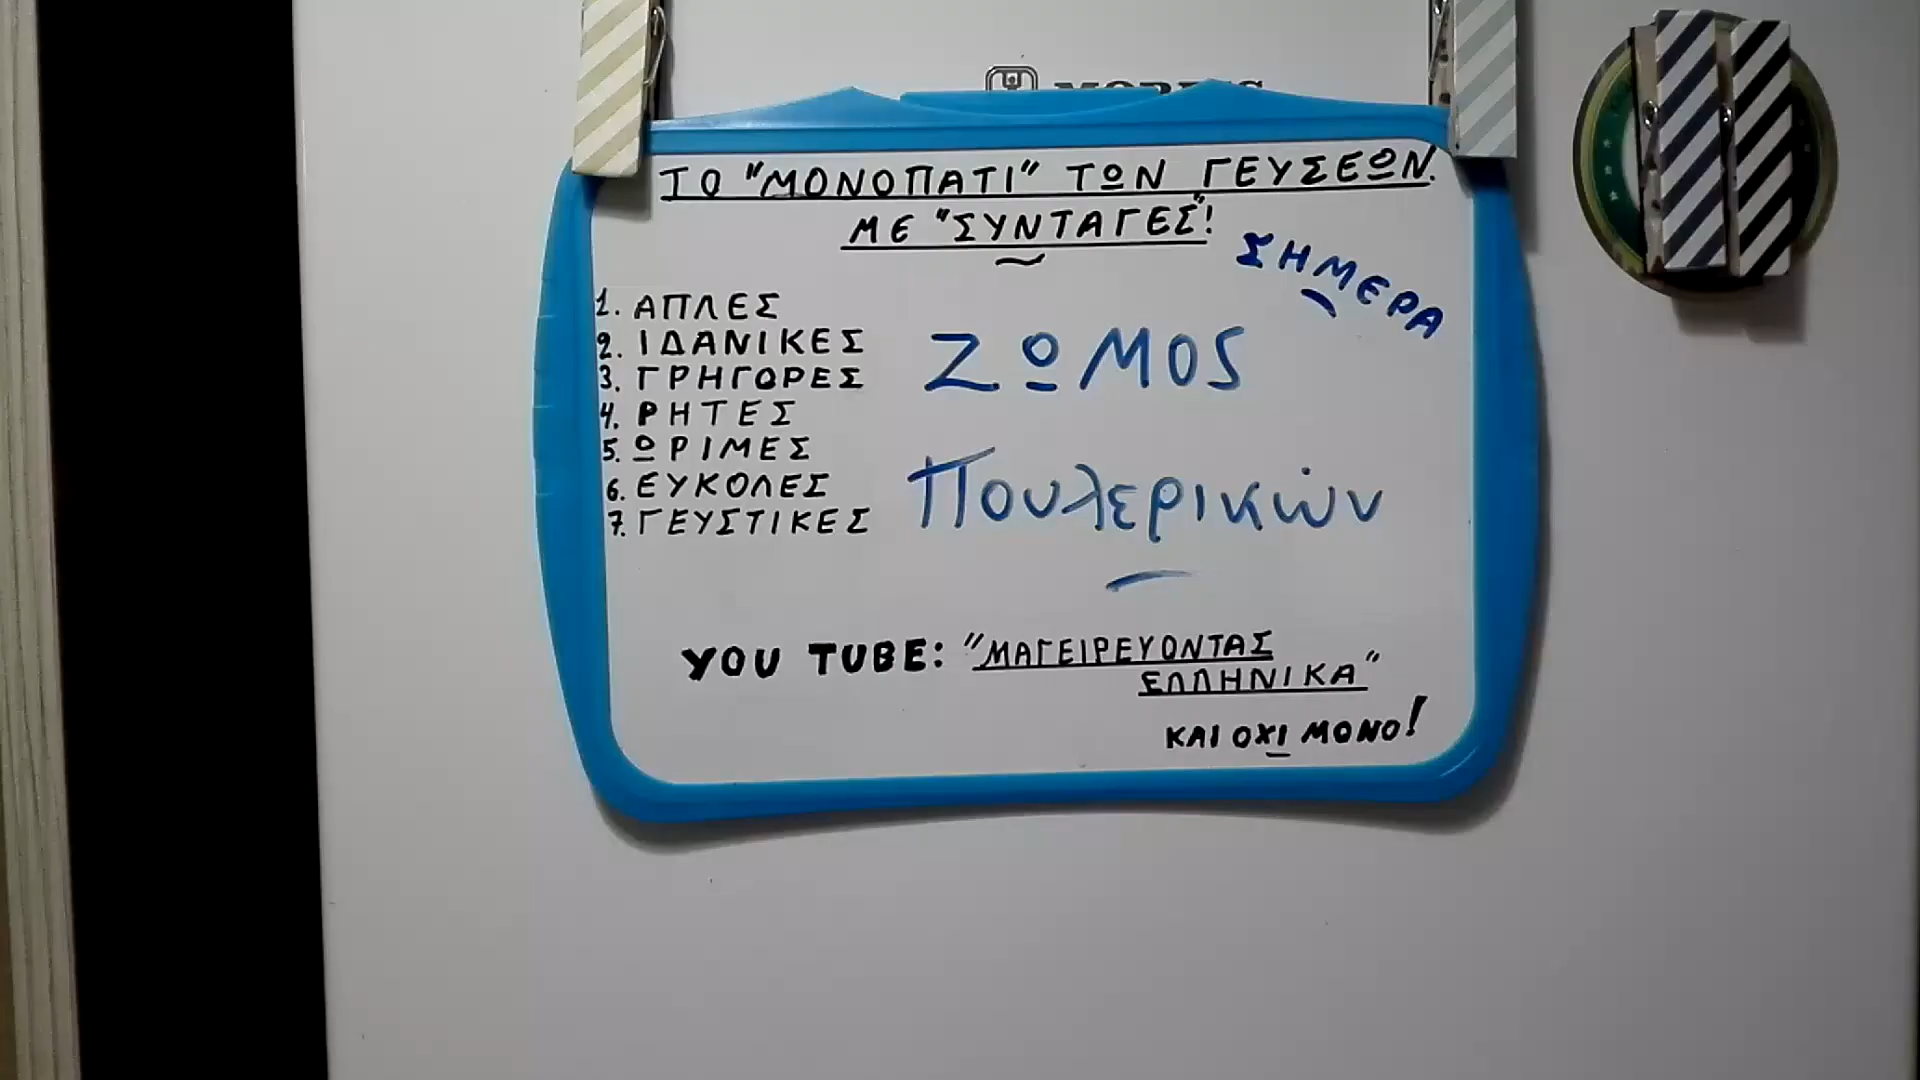 ΤΟ "ΜΟΝΟΠΑΤΙ" ΤΩΝ ΓΕΥΣΕΩΝ.
ΜΕ "ΣΥΝΤΑΓΕΣ"!
ΣΗΜΕΡΑ
1. ΑΠΛΕΣ
2. ΙΔΑΝΙΚΕΣ
3. ΓΡΗΓΟΡΕΣ
4. ΡΗΤΕΣ
5. ΩΡΙΜΕΣ
6. ΕΥΚΟΛΕΣ
7. ΓΕΥΣΤΙΚΕΣ
ΖΩΜΟS
Πουλερικών
YOU TUBE: "ΜΑΓΕΙΡΕΥΟΝΤΑΣ
ΕΛΛΗΝΙΚΑ"
ΚΑΙ ΟΧΙ ΜΟΝΟ!